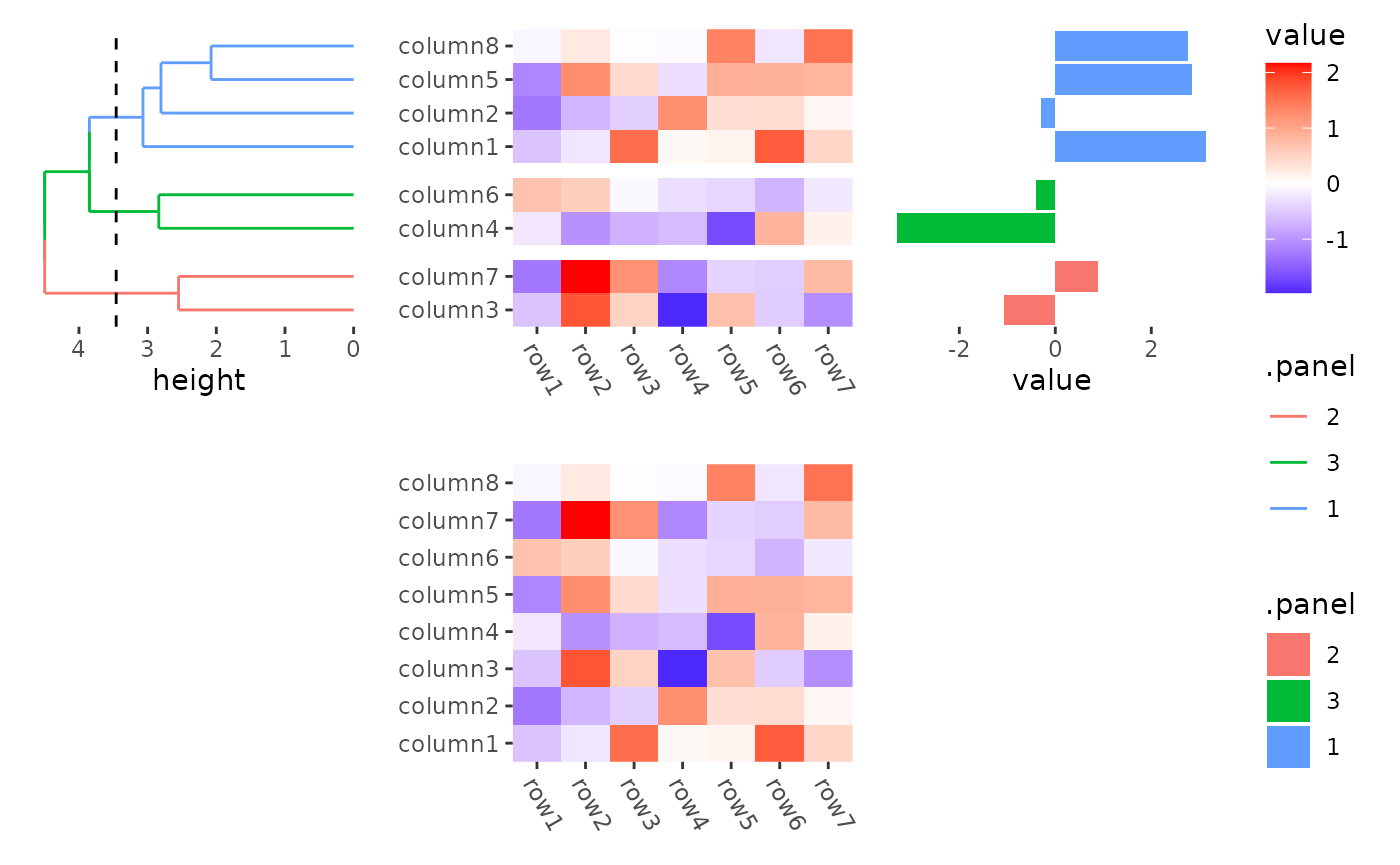 column8
column5
column2
column1
column6
column4
column7
column3
4 3 2 1 0
height
row1 row2 row3 row4 row5 row6 row7
-2 0 2
value
value
2
1
0
-1
.panel
2
3
1
column8
column7
column6
column5
column4
column3
column2
column1
row1 row2 row3 row4 row5 row6 row7
.panel
2
3
1